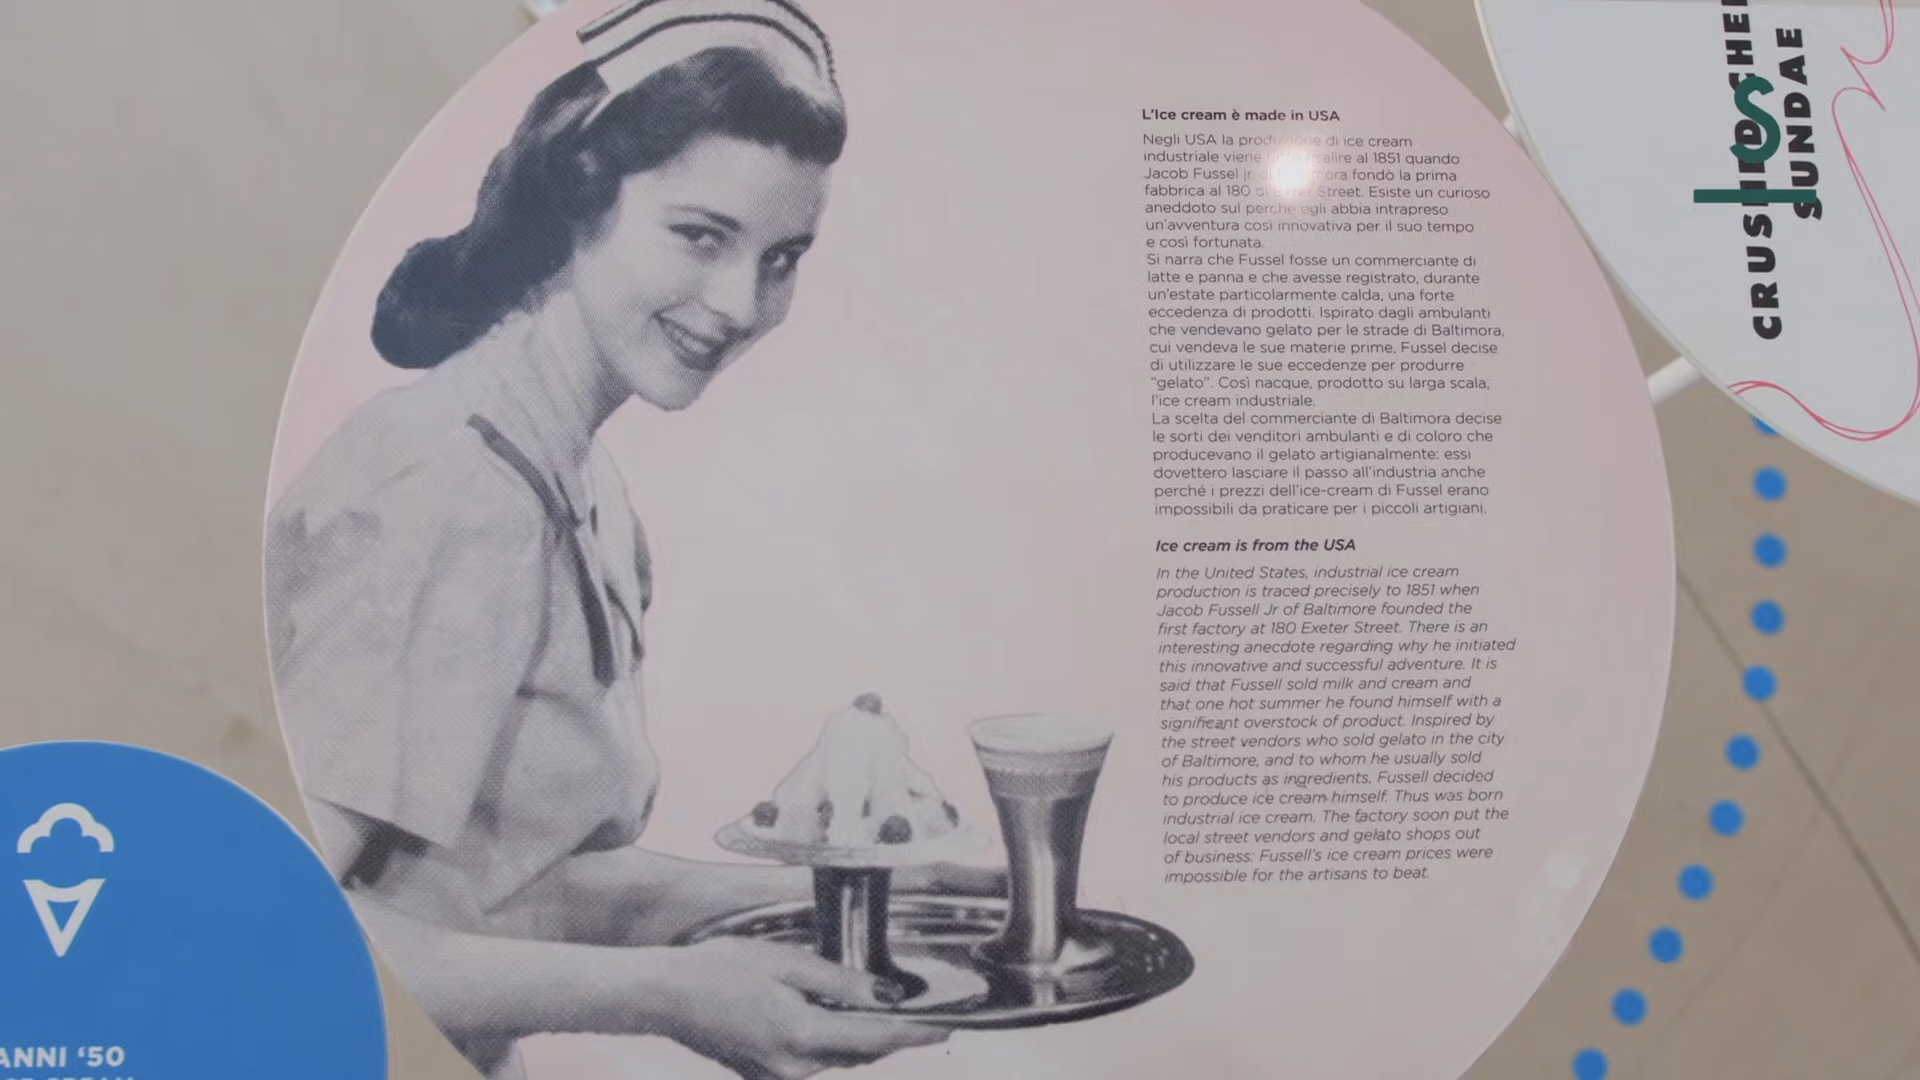 L'Ice cream è made in USA
Negli USA la di ice cream
industriale viene al 1851 quando
Jacob Fussel jr. fondò la prima
fabbrica al 180 di Exeter Street. Esiste un curioso
aneddoto sul perché egli abbia intrapreso
un'avventura così innovativa per il suo tempo
e così fortunata.
Si narra che Fussel fosse un commerciante di
latte e panna e che avesse registrato, durante
un'estate particolarmente calda, una forte
eccedenza di prodotti. Ispirato dagli ambulanti
che vendevano gelato per le strade di Baltimora,
cui vendeva le sue materie prime, Fussel decise
di utilizzare le sue eccedenze per produrre
"gelato". Così nacque, prodotto su larga scala,
l'ice cream industriale.
La scelta del commerciante di Baltimora decise
le sorti dei venditori ambulanti e di coloro che
producevano il gelato artigianalmente: essi
dovettero lasciare il passo all'industria anche
perché i prezzi dell'ice-cream di Fussel erano
impossibili da praticare per i piccoli artigiani.
Ice cream is from the USA
In the United States, industrial ice cream
production is traced precisely to 1851 when
Jacob Fussell Jr of Baltimore founded the
first factory at 180 Exeter Street. There is an
interesting anecdote regarding why he initiated
this innovative and successful adventure. It is
said that Fussell sold milk and cream and
that one hot summer he found himself with a
significant overstock of product. Inspired by
the street vendors who sold gelato in the city
of Baltimore, and to whom he usually sold
his products as ingredients, Fussell decided
to produce ice cream himself. Thus was born
industrial ice cream. The factory soon put the
local street vendors and gelato shops out
of business: Fussell's ice cream prices were
impossible for the artisans to beat.
SUNDAE
ANNI '50